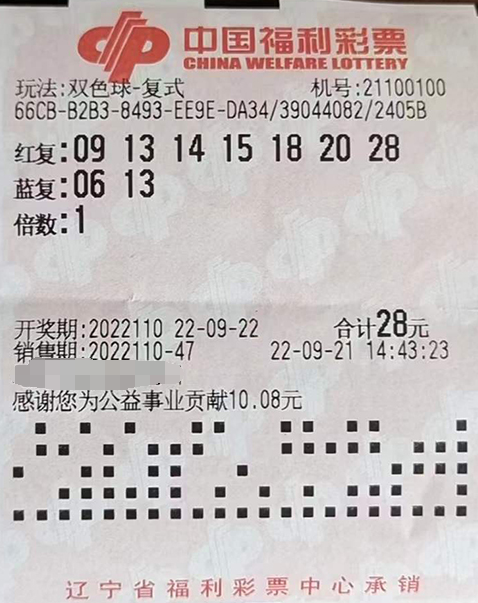 中国福利彩票
CHINA WELFARE LOTTERY
玩法:双色球-复式 机号:21100100
66CB-B2B3-8493-EE9E-DA34/39044082/2405B
红复:09 13 14 15 18 20 28
蓝复:06 13
倍数:1
开奖期:2022110 22-09-22 合计28元
销售期:2022110-47 22-09-21 14:43:23
感谢您为公益事业贡献10.08元
辽宁省福利彩票中心承销